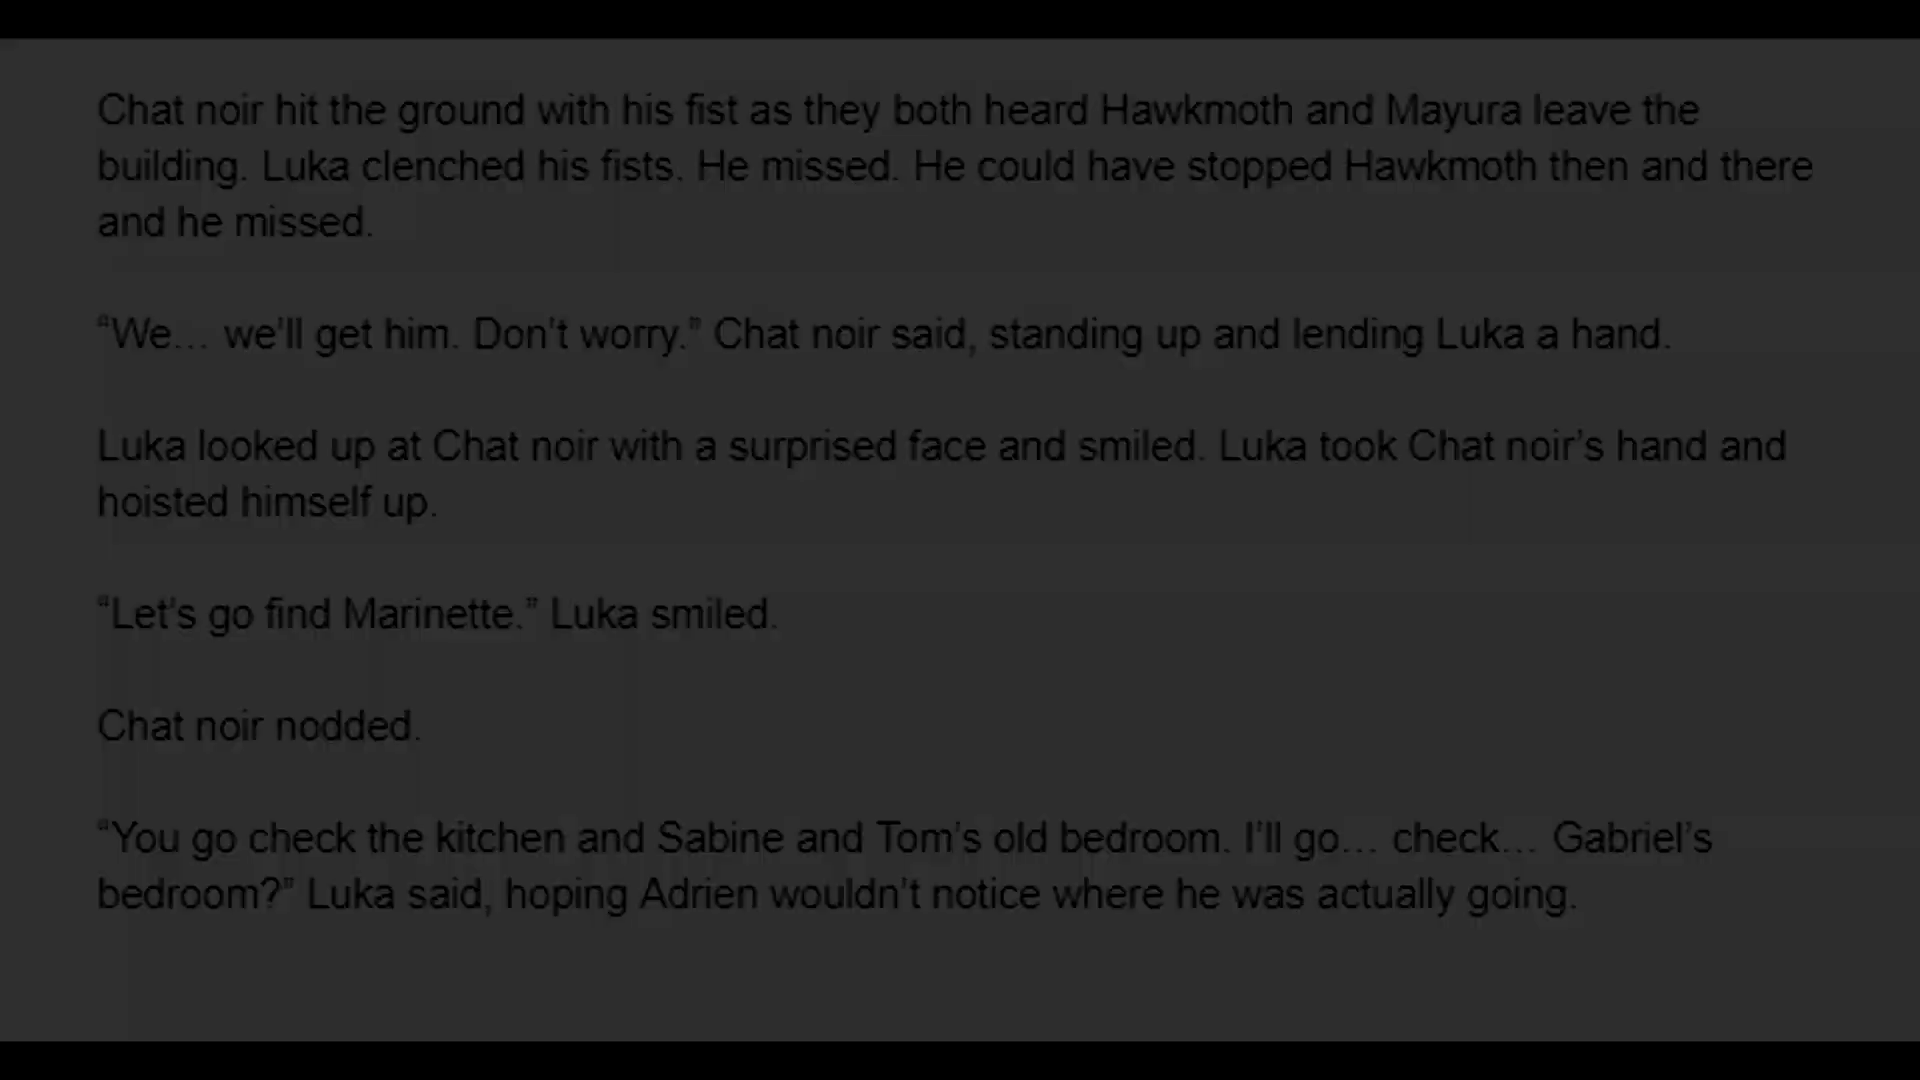 Chat noir hit the ground with his fist as they both heard Hawkmoth and Mayura leave the
building. Luka clenched his fists. He missed. He could have stopped Hawkmoth then and there
and he missed.
“We... we’ll get him. Don’t worry.” Chat noir said, standing up and lending Luka a hand.
Luka looked up at Chat noir with a surprised face and smiled. Luka took Chat noir’s hand and
hoisted himself up.
“Let’s go find Marinette.” Luka smiled.
Chat noir nodded.
“You go check the kitchen and Sabine and Tom’s old bedroom. I’ll go... check... Gabriel’s
bedroom?” Luka said, hoping Adrien wouldn’t notice where he was actually going.